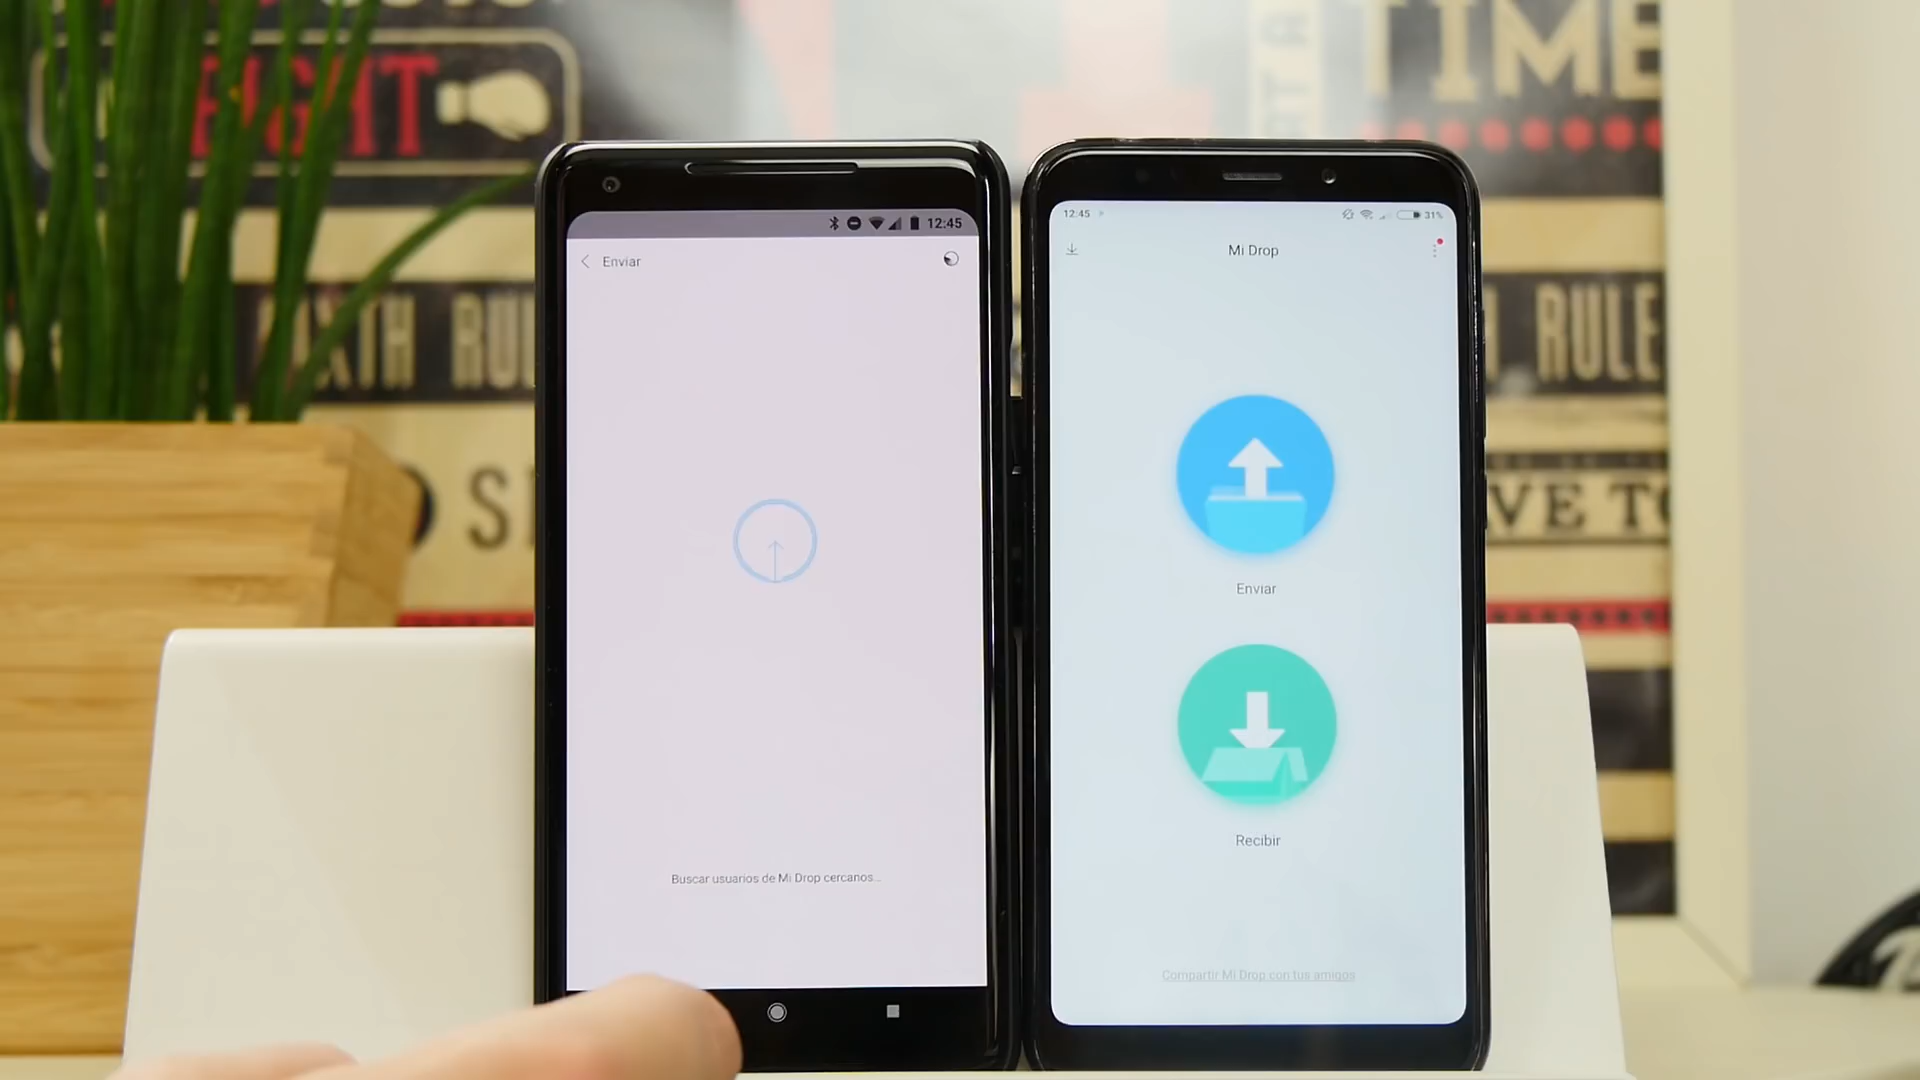 FIGHT
TIME
12:45
Enviar
Buscar usuarios de Mi Drop cercanos...
12:45
31%
Mi Drop
Enviar
Recibir
Compartir Mi Drop con tus amigos
RULE